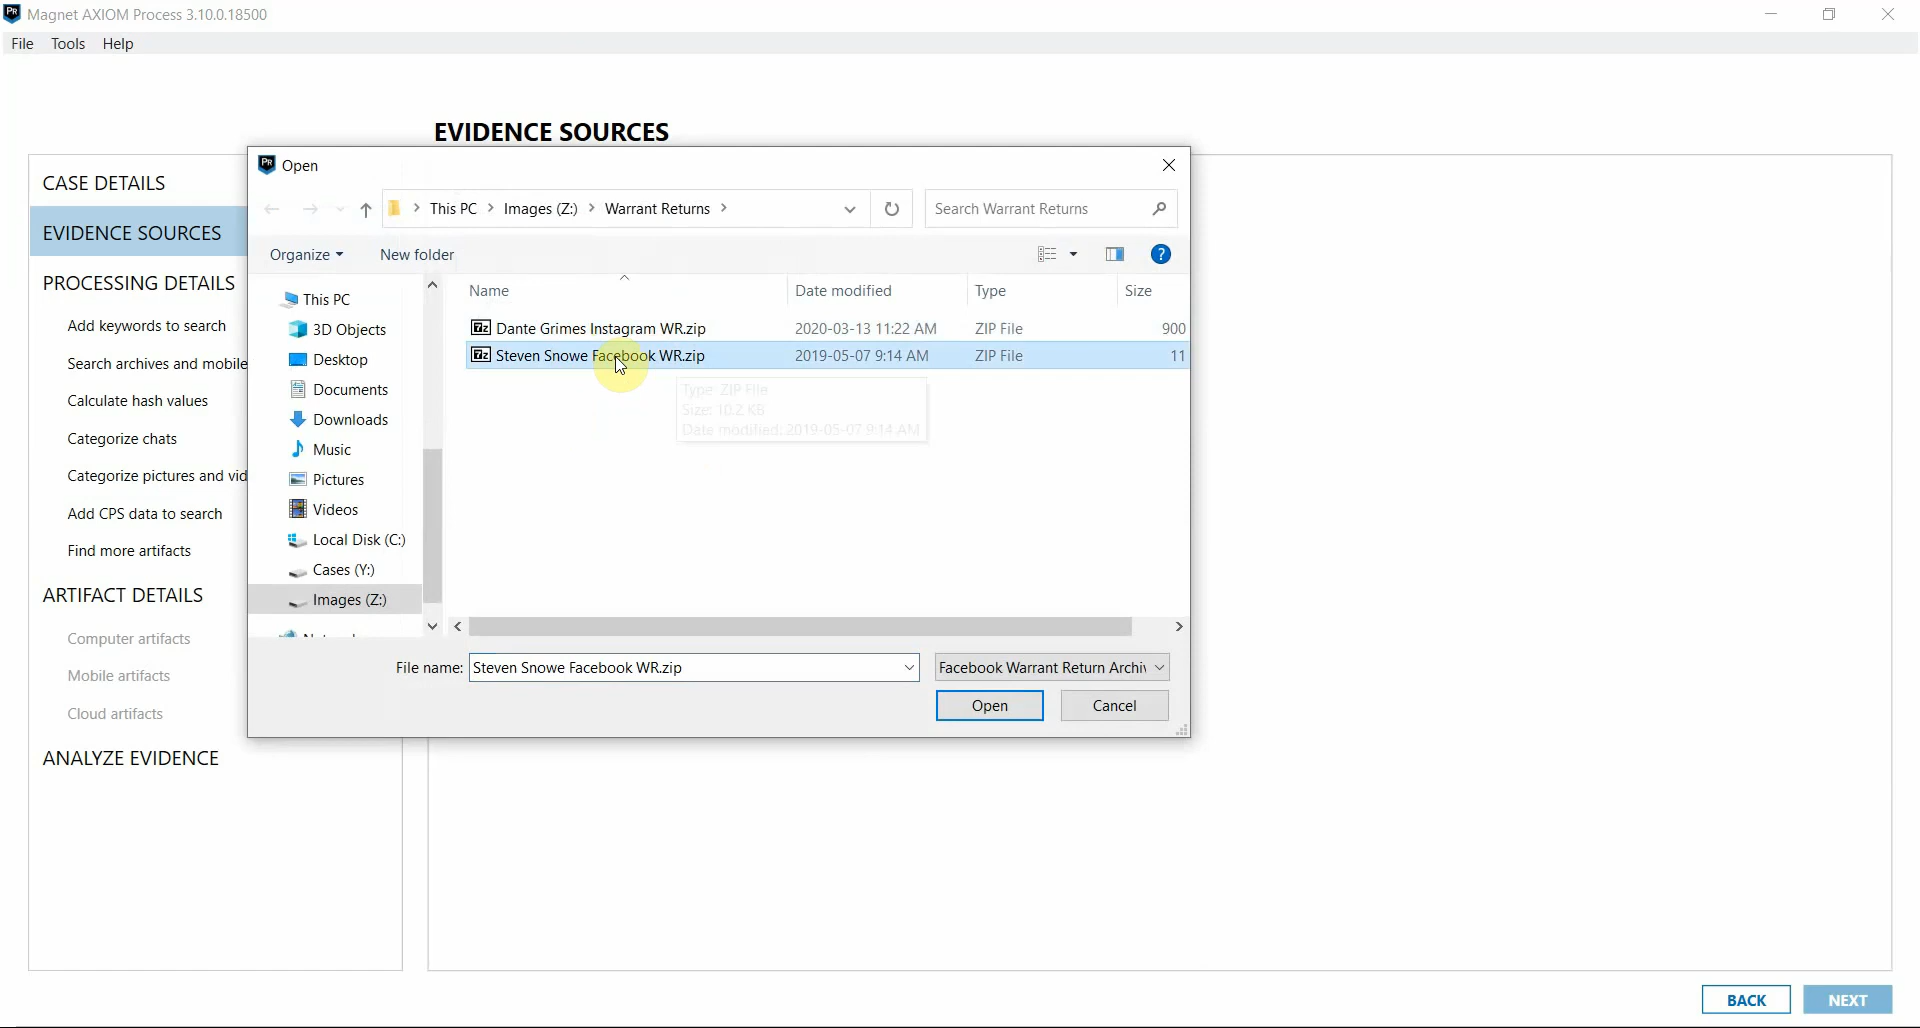 Magnet AXIOM Process 3.10.0.18500
File Tools Help
EVIDENCE SOURCES
CASE DETAILS
EVIDENCE SOURCES
PROCESSING DETAILS
Add keywords to search
Search archives and mobile
Calculate hash values
Categorize chats
Categorize pictures and vid
Add CPS data to search
Find more artifacts
ARTIFACT DETAILS
Computer artifacts
Mobile artifacts
Cloud artifacts
ANALYZE EVIDENCE
Open
This PC > Images (Z:) > Warrant Returns >
Search Warrant Returns
Organize New folder
This PC
3D Objects
Desktop
Documents
Downloads
Music
Pictures
Videos
Local Disk (C:)
Cases (Y:)
Images (Z:)
Name Date modified Type Size
Dante Grimes Instagram WR.zip 2020-03-13 11:22 AM ZIP File 900
Steven Snowe Facebook WR.zip 2019-05-07 9:14 AM ZIP File 11
Type: ZIP File
Size: 10.2 KB
Date modified: 2019-05-07 9:14 AM
File name: Steven Snowe Facebook WR.zip
Facebook Warrant Return Archi
Open Cancel
BACK NEXT